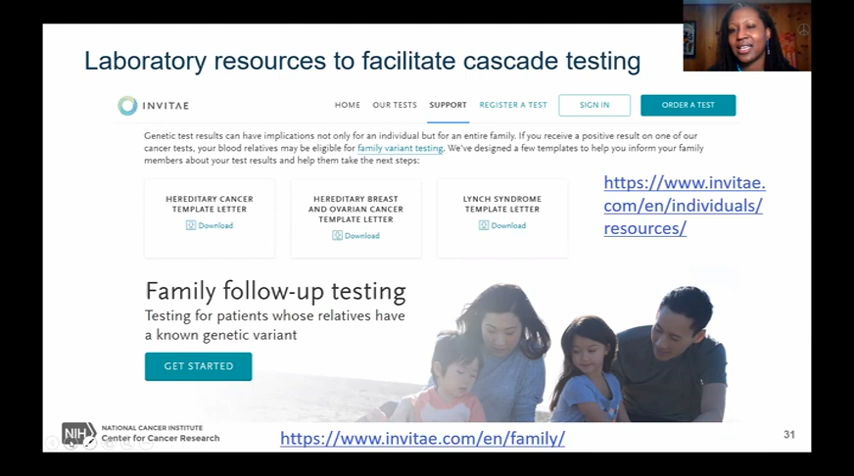 Laboratory resources to facilitate cascade testing
INVITAE
HOME OUR TESTS SUPPORT REGISTER A TEST SIGN IN ORDER A TEST
Genetic test results can have implications not only for an individual but for an entire family. If you receive a positive result on one of our
cancer tests, your blood relatives may be eligible for family variant testing. We've designed a few templates to help you inform your family
members about your test results and help them take the next steps:
HEREDITARY CANCER
TEMPLATE LETTER
Download
HEREDITARY BREAST
AND OVARIAN CANCER
TEMPLATE LETTER
Download
LYNCH SYNDROME
TEMPLATE LETTER
Download
https://www.invitae.
com/en/individuals/
resources/
Family follow-up testing
Testing for patients whose relatives have
a known genetic variant
GET STARTED
NIH
NATIONAL CANCER INSTITUTE
Center for Cancer Research
https://www.invitae.com/en/family/
31